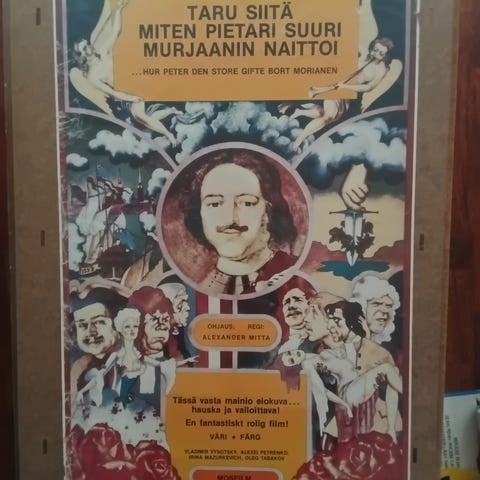 TARU SIITÄ
MITEN PIETARI SUURI
MURJAANIN NAITTOI
...HUR PETER DEN STORE GIFTE BORT MORIANEN
OHJAUS: REGI:
ALEXANDER MITTA
Tässä vasta mainio elokuva...
hauska ja valloittava!
En fantastiskt rolig film!
VÄRI • FÄRG
VLADIMIR VYSOTSKY, ALEXEI PETRENKO,
IRINA MAZURKEVICH, OLEG TABAKOV
MOSFILM